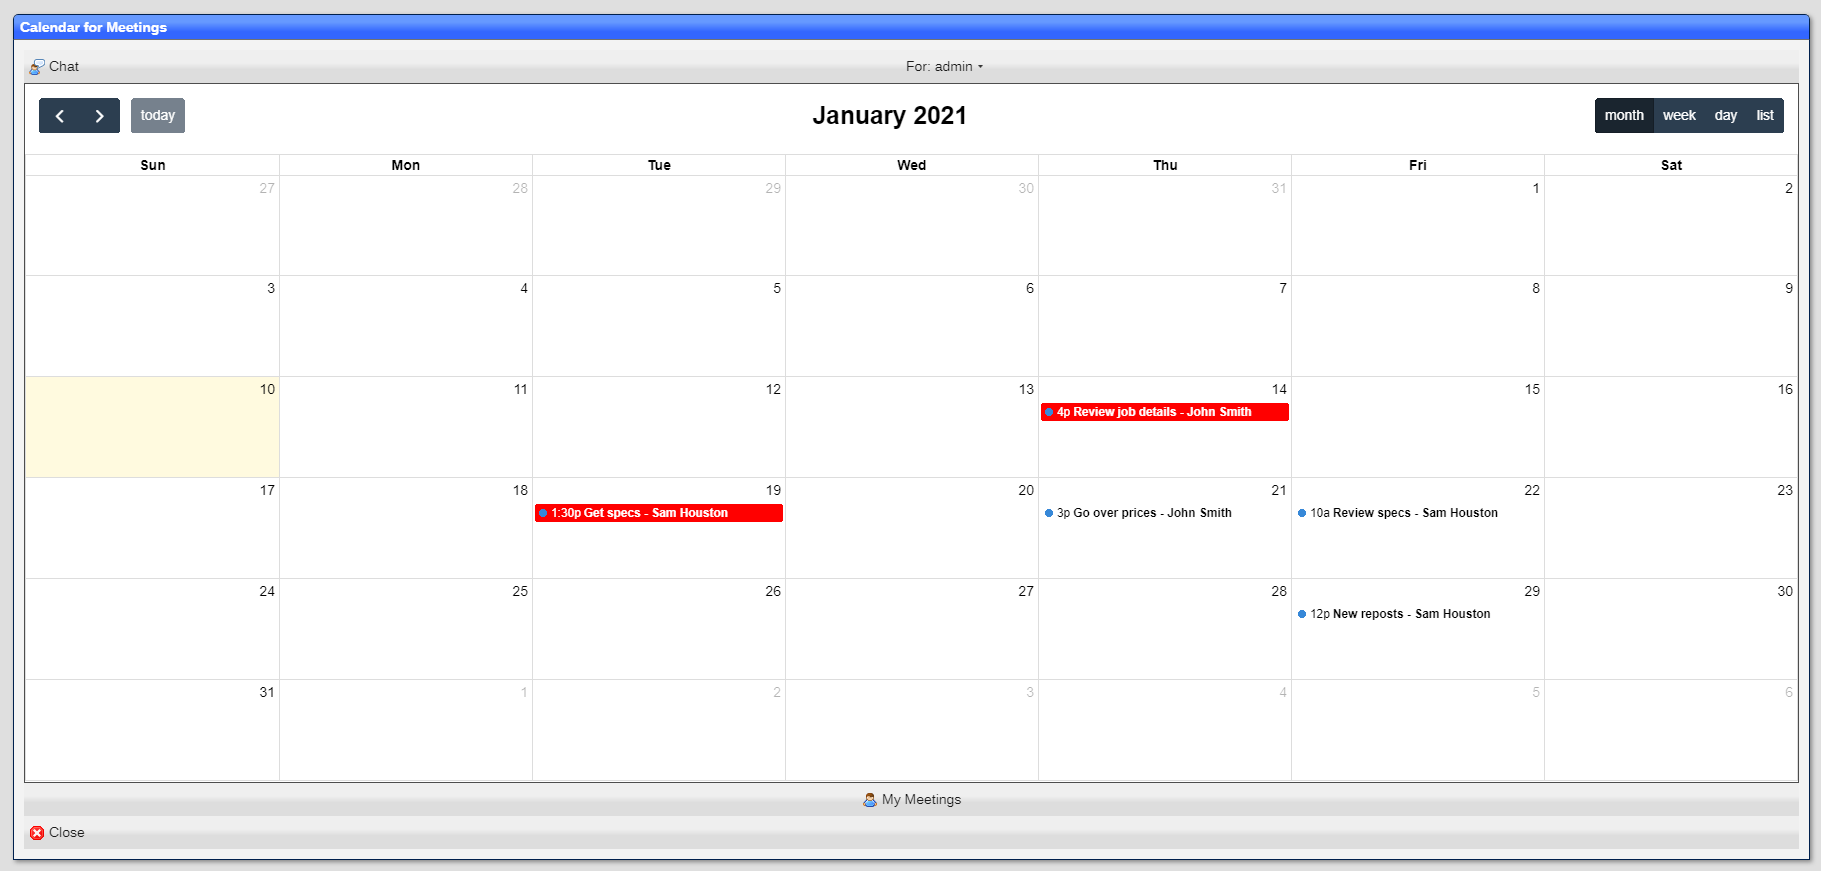 Calendar for Meetings
Chat
For: admin
today
January 2021
month week day list
Sun Mon Tue Wed Thu Fri Sat
27 28 29 30 31 1 2
3 4 5 6 7 8 9
10 11 12 13 14 15 16
4p Review job details - John Smith
17 18 19 20 21 22 23
1:30p Get specs - Sam Houston
3p Go over prices - John Smith
10a Review specs - Sam Houston
24 25 26 27 28 29 30
12p New reposts - Sam Houston
31 1 2 3 4 5 6
My Meetings
Close